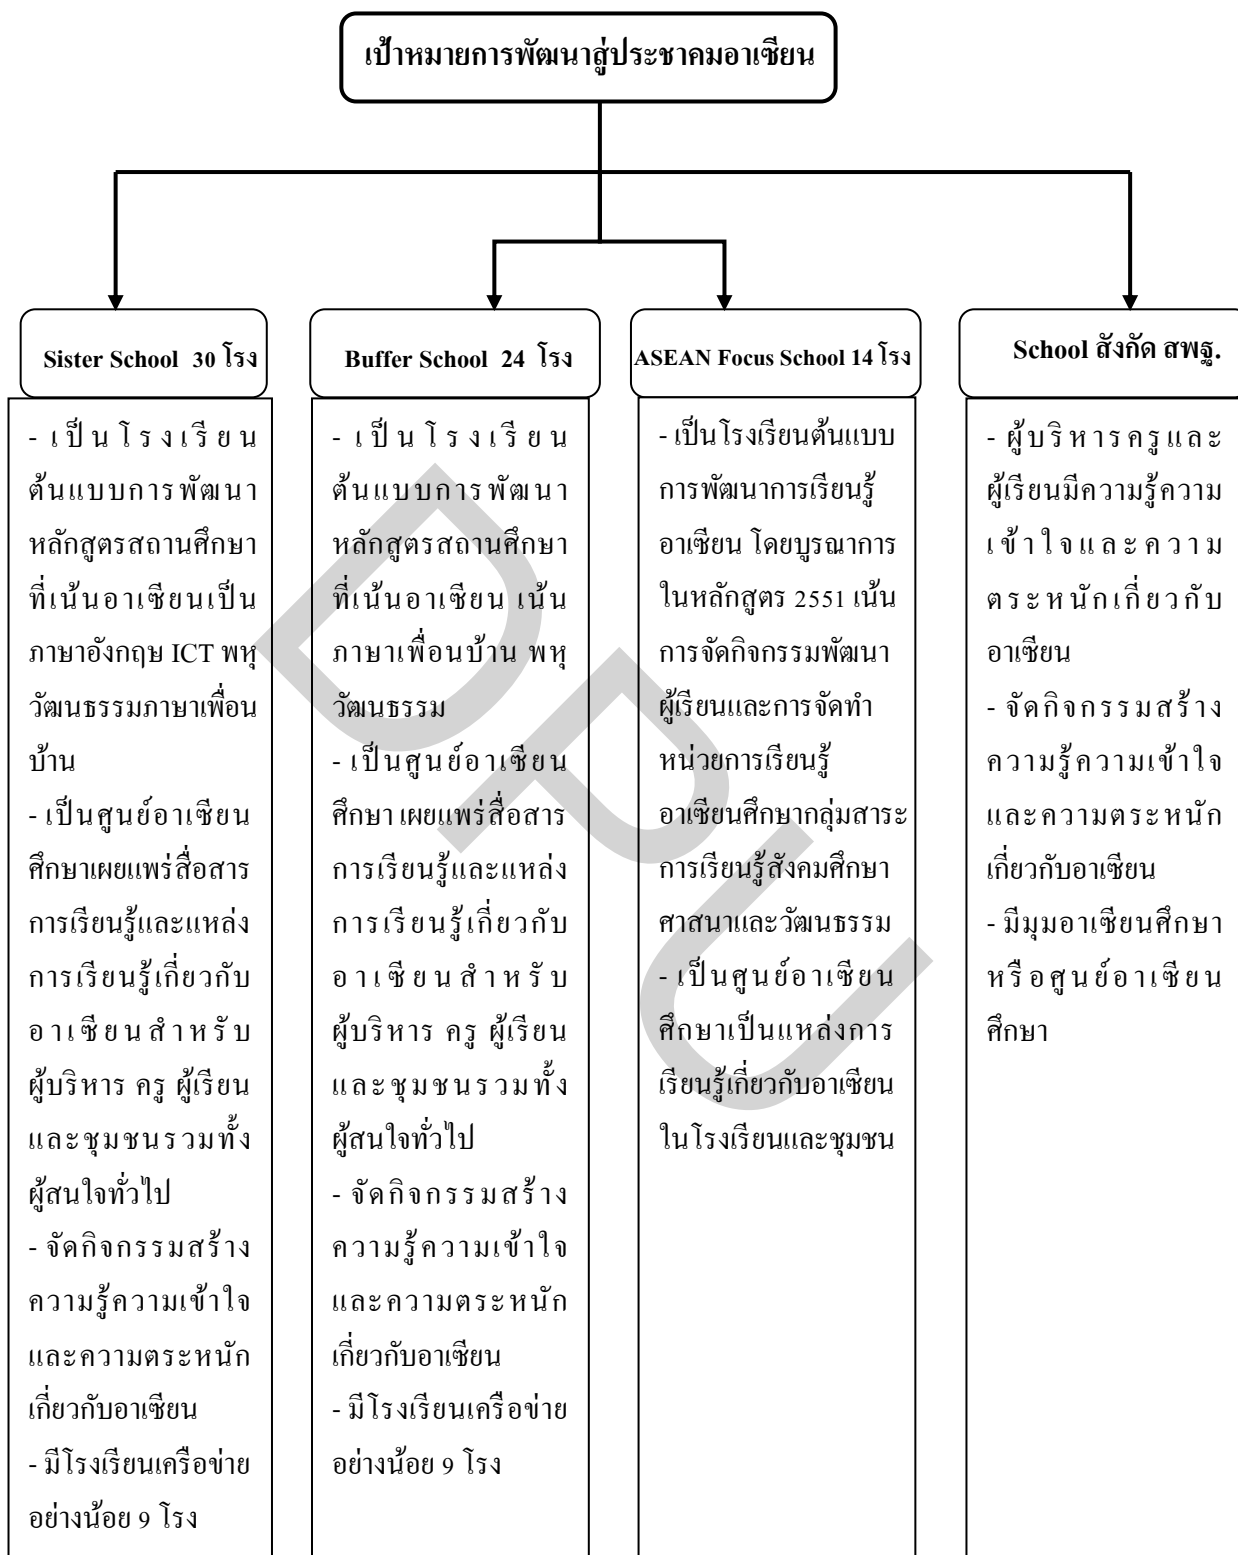 เป้าหมายการพัฒนาสู่ประชาคมอาเซียน
Sister School 30 โรง
- เป็นโรงเรียน
ต้นแบบการพัฒนา
หลักสูตรสถานศึกษา
ที่เน้นอาเซียนเป็น
ภาษาอังกฤษ ICT พหุ
วัฒนธรรมภาษาเพื่อน
บ้าน
- เป็นศูนย์อาเซียน
ศึกษาเผยแพร่สื่อสาร
การเรียนรู้และแหล่ง
การเรียนรู้เกี่ยวกับ
อาเซียนสำหรับ
ผู้บริหาร ครู ผู้เรียน
และชุมชนรวมทั้ง
ผู้สนใจทั่วไป
- จัดกิจกรรมสร้าง
ความรู้ความเข้าใจ
และความตระหนัก
เกี่ยวกับอาเซียน
- มีโรงเรียนเครือข่าย
อย่างน้อย 9 โรง
Buffer School 24 โรง
- เป็นโรงเรียน
ต้นแบบการพัฒนา
หลักสูตรสถานศึกษา
ที่เน้นอาเซียน เน้น
ภาษาเพื่อนบ้าน พหุ
วัฒนธรรม
- เป็นศูนย์อาเซียน
ศึกษา เผยแพร่สื่อสาร
การเรียนรู้และแหล่ง
การเรียนรู้เกี่ยวกับ
อาเซียนสำหรับ
ผู้บริหาร ครู ผู้เรียน
และชุมชนรวมทั้ง
ผู้สนใจทั่วไป
- จัดกิจกรรมสร้าง
ความรู้ความเข้าใจ
และความตระหนัก
เกี่ยวกับอาเซียน
- มีโรงเรียนเครือข่าย
อย่างน้อย 9 โรง
ASEAN Focus School 14 โรง
- เป็นโรงเรียนต้นแบบ
การพัฒนาการเรียนรู้
อาเซียน โดยบูรณาการ
ในหลักสูตร 2551 เน้น
การจัดกิจกรรมพัฒนา
ผู้เรียนและการจัดทำ
หน่วยการเรียนรู้
อาเซียนศึกษากลุ่มสาระ
การเรียนรู้สังคมศึกษา
ศาสนาและวัฒนธรรม
- เป็นศูนย์อาเซียน
ศึกษาเป็นแหล่งการ
เรียนรู้เกี่ยวกับอาเซียน
ในโรงเรียนและชุมชน
School สังกัด สพฐ.
- ผู้บริหารครูและ
ผู้เรียนมีความรู้ความ
เข้าใจและความ
ตระหนักเกี่ยวกับ
อาเซียน
- จัดกิจกรรมสร้าง
ความรู้ความเข้าใจ
และความตระหนัก
เกี่ยวกับอาเซียน
- มีมุมอาเซียนศึกษา
หรือศูนย์อาเซียน
ศึกษา
DPU